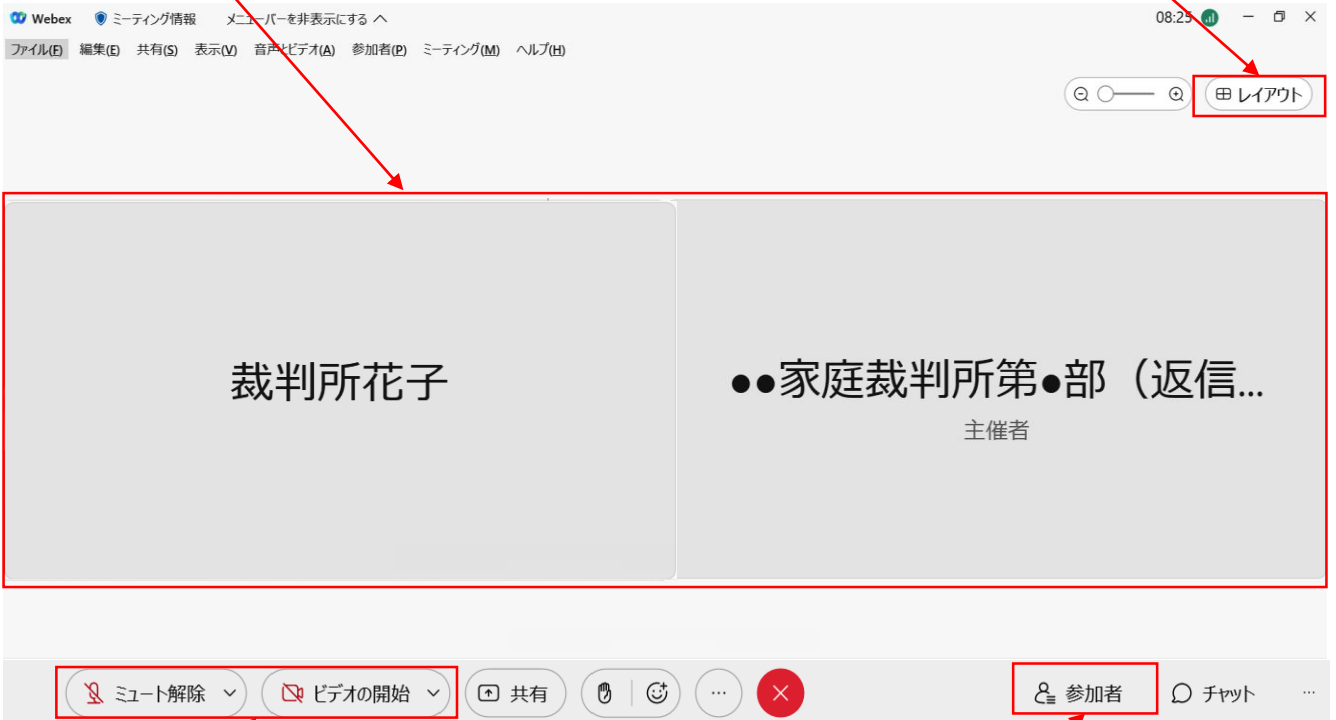 Webex ミーティング情報 メニューバーを非表示にする 08:25
ファイル(F) 編集(E) 共有(S) 表示(V) 音声とビデオ(A) 参加者(P) ミーティング(M) ヘルプ(H)
レイアウト
裁判所花子
●●家庭裁判所第●部（返信...
主催者
ミュート解除 ビデオの開始 共有 ... 参加者 チャット ...